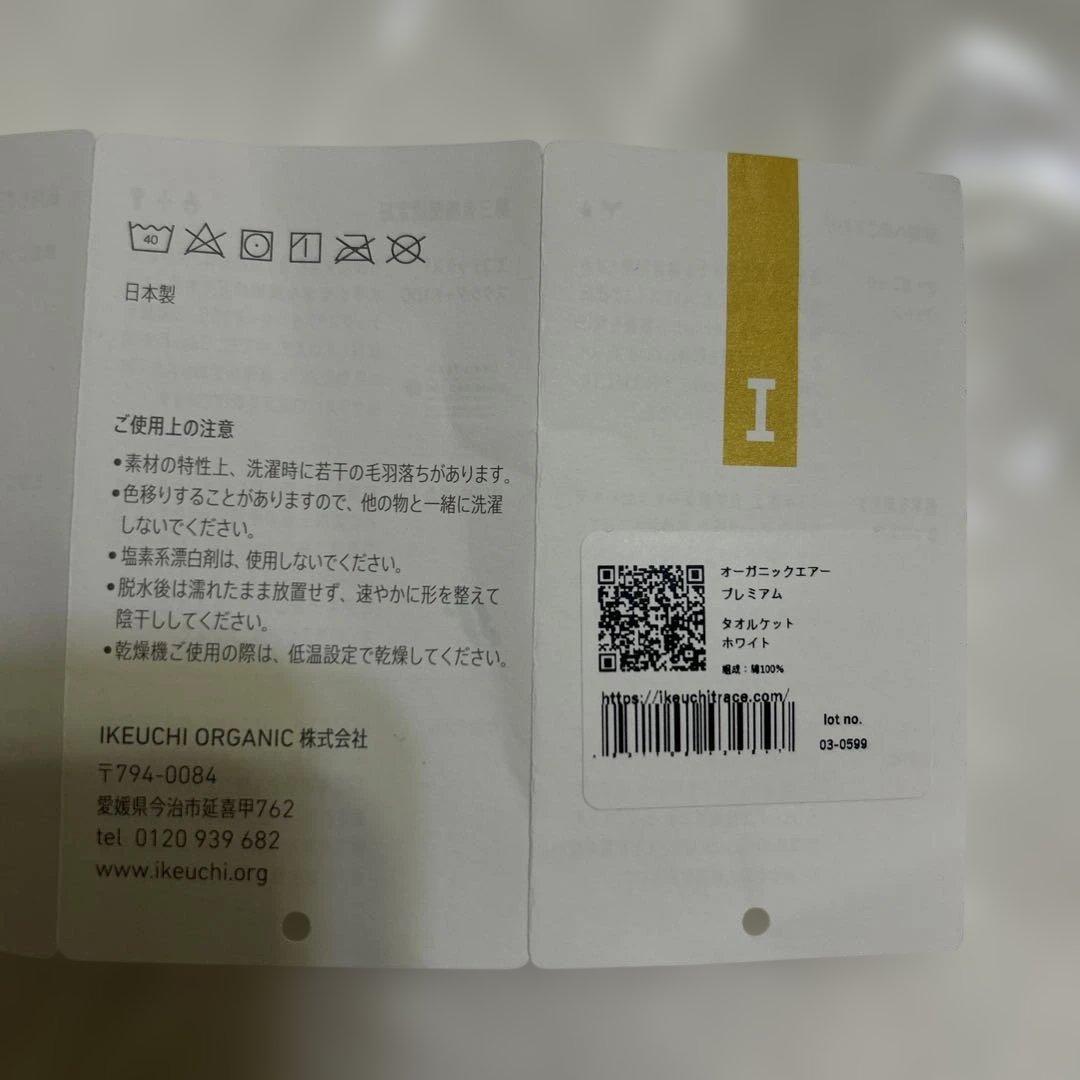 40
日本製
ご使用上の注意
•素材の特性上、洗濯時に若干の毛羽落ちがあります。
•色移りすることがありますので、他の物と一緒に洗濯
しないでください。
•塩素系漂白剤は、使用しないでください。
•脱水後は濡れたまま放置せず、速やかに形を整えて
陰干ししてください。
•乾燥機ご使用の際は、低温設定で乾燥してください。
IKEUCHI ORGANIC 株式会社
〒794-0084
愛媛県今治市延喜甲762
tel 0120 939 682
www.ikeuchi.org
I
オーガニックエアー
プレミアム
タオルケット
ホワイト
組成:綿100%
https://ikeuchitrace.com/
lot no.
03-0599